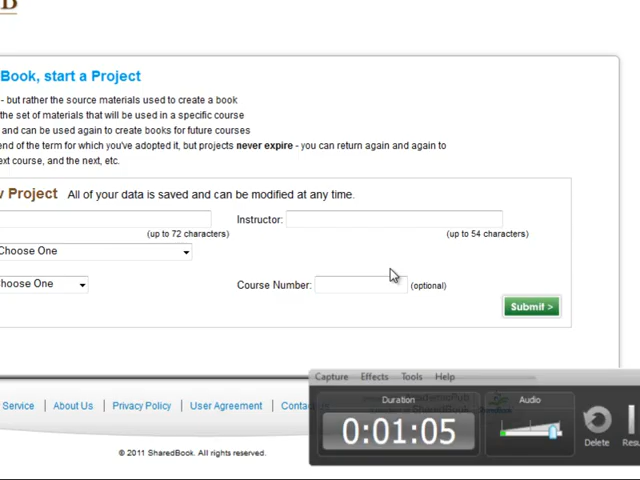 B
Book, start a Project
- but rather the source materials used to create a book
the set of materials that will be used in a specific course
and can be used again to create books for future courses
end of the term for which you've adopted it, but projects never expire - you can return again and again to
ext course, and the next, etc.
v Project All of your data is saved and can be modified at any time.
Instructor:
(up to 72 characters) (up to 54 characters)
Choose One
hoose One Course Number: (optional)
Submit >
Capture Effects Tools Help
Service About Us Privacy Policy User Agreement Contac
Duration Audio
SharedBook
0:01:05
Delete Resu
© 2011 SharedBook. All rights reserved.